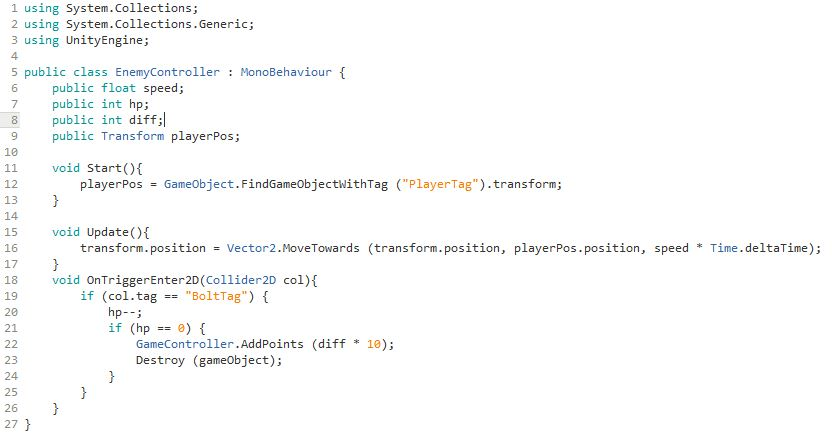 1 using System.Collections;
2 using System.Collections.Generic;
3 using UnityEngine;
4
5 public class EnemyController : MonoBehaviour {
6     public float speed;
7     public int hp;
8     public int diff;
9     public Transform playerPos;
10
11     void Start(){
12         playerPos = GameObject.FindGameObjectWithTag ("PlayerTag").transform;
13     }
14
15     void Update(){
16         transform.position = Vector2.MoveTowards (transform.position, playerPos.position, speed * Time.deltaTime);
17     }
18     void OnTriggerEnter2D(Collider2D col){
19         if (col.tag == "BoltTag") {
20             hp--;
21             if (hp == 0) {
22                 GameController.AddPoints (diff * 10);
23                 Destroy (gameObject);
24             }
25         }
26     }
27 }